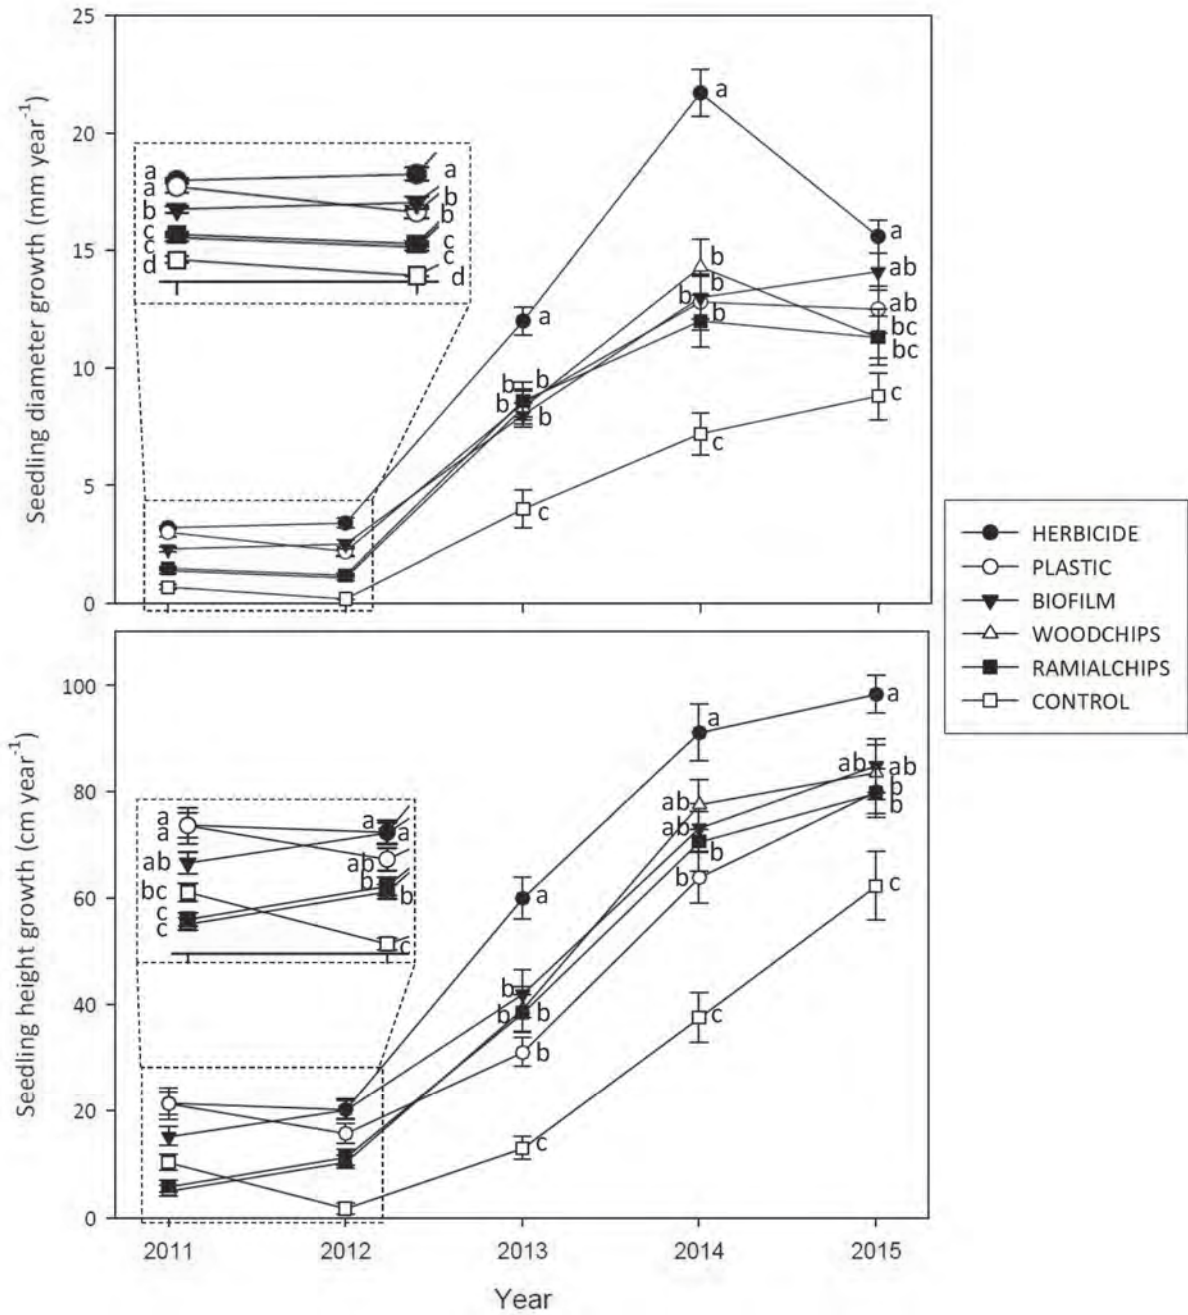 25
20
15
10
5
0
Seedling diameter growth (mm year⁻¹)
a
a
b
c
c
d
a
b
b
c
c
d
a
b
b
b
b
c
a
b
b
b
b
c
a
ab
ab
bc
bc
c
HERBICIDE
PLASTIC
BIOFILM
WOODCHIPS
RAMIALCHIPS
CONTROL
100
80
60
40
20
0
Seedling height growth (cm year⁻¹)
a
a
ab
bc
c
c
a
a
ab
b
b
c
a
b
b
b
b
c
a
ab
ab
b
b
c
a
ab
ab
b
b
c
2011 2012 2013 2014 2015
Year